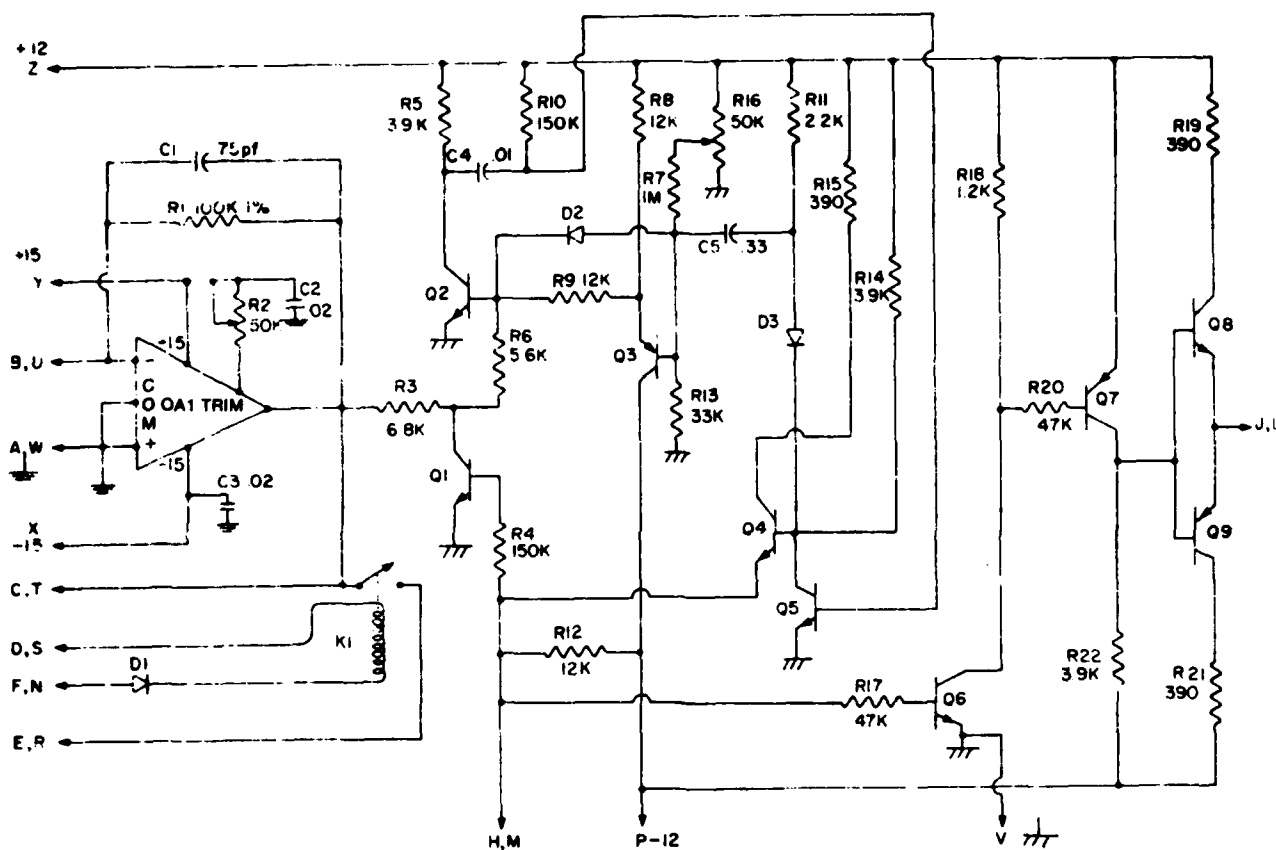 +12
Z
R5
3.9K
R10
150K
R8
12K
R16
50K
R11
2.2K
R19
390
C1
.75pf
C4
.01
R7
1M
R15
390
R18
1.2K
R1 100K 1%
D2
C5
.33
+15
Y
R2
50K
C2
.02
Q2
R9 12K
R14
3.9K
Q8
R6
5.6K
Q3
D3
B,U
+15
-
COM
OA1 TRIM
+
-15
R3
6.8K
R13
33K
R20
47K
Q7
J,L
A,W
C3 .02
Q1
R4
150K
Q4
Q9
X
-15
C,T
Q5
D,S
K1
R12
12K
R22
3.9K
R21
390
F,N
D1
R17
47K
Q6
E,R
H,M
P-12
V